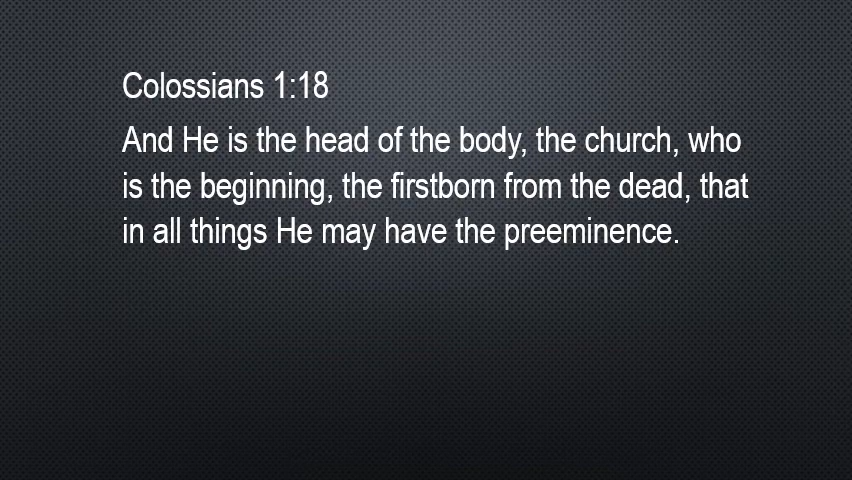 Colossians 1:18
And He is the head of the body, the church, who
is the beginning, the firstborn from the dead, that
in all things He may have the preeminence.